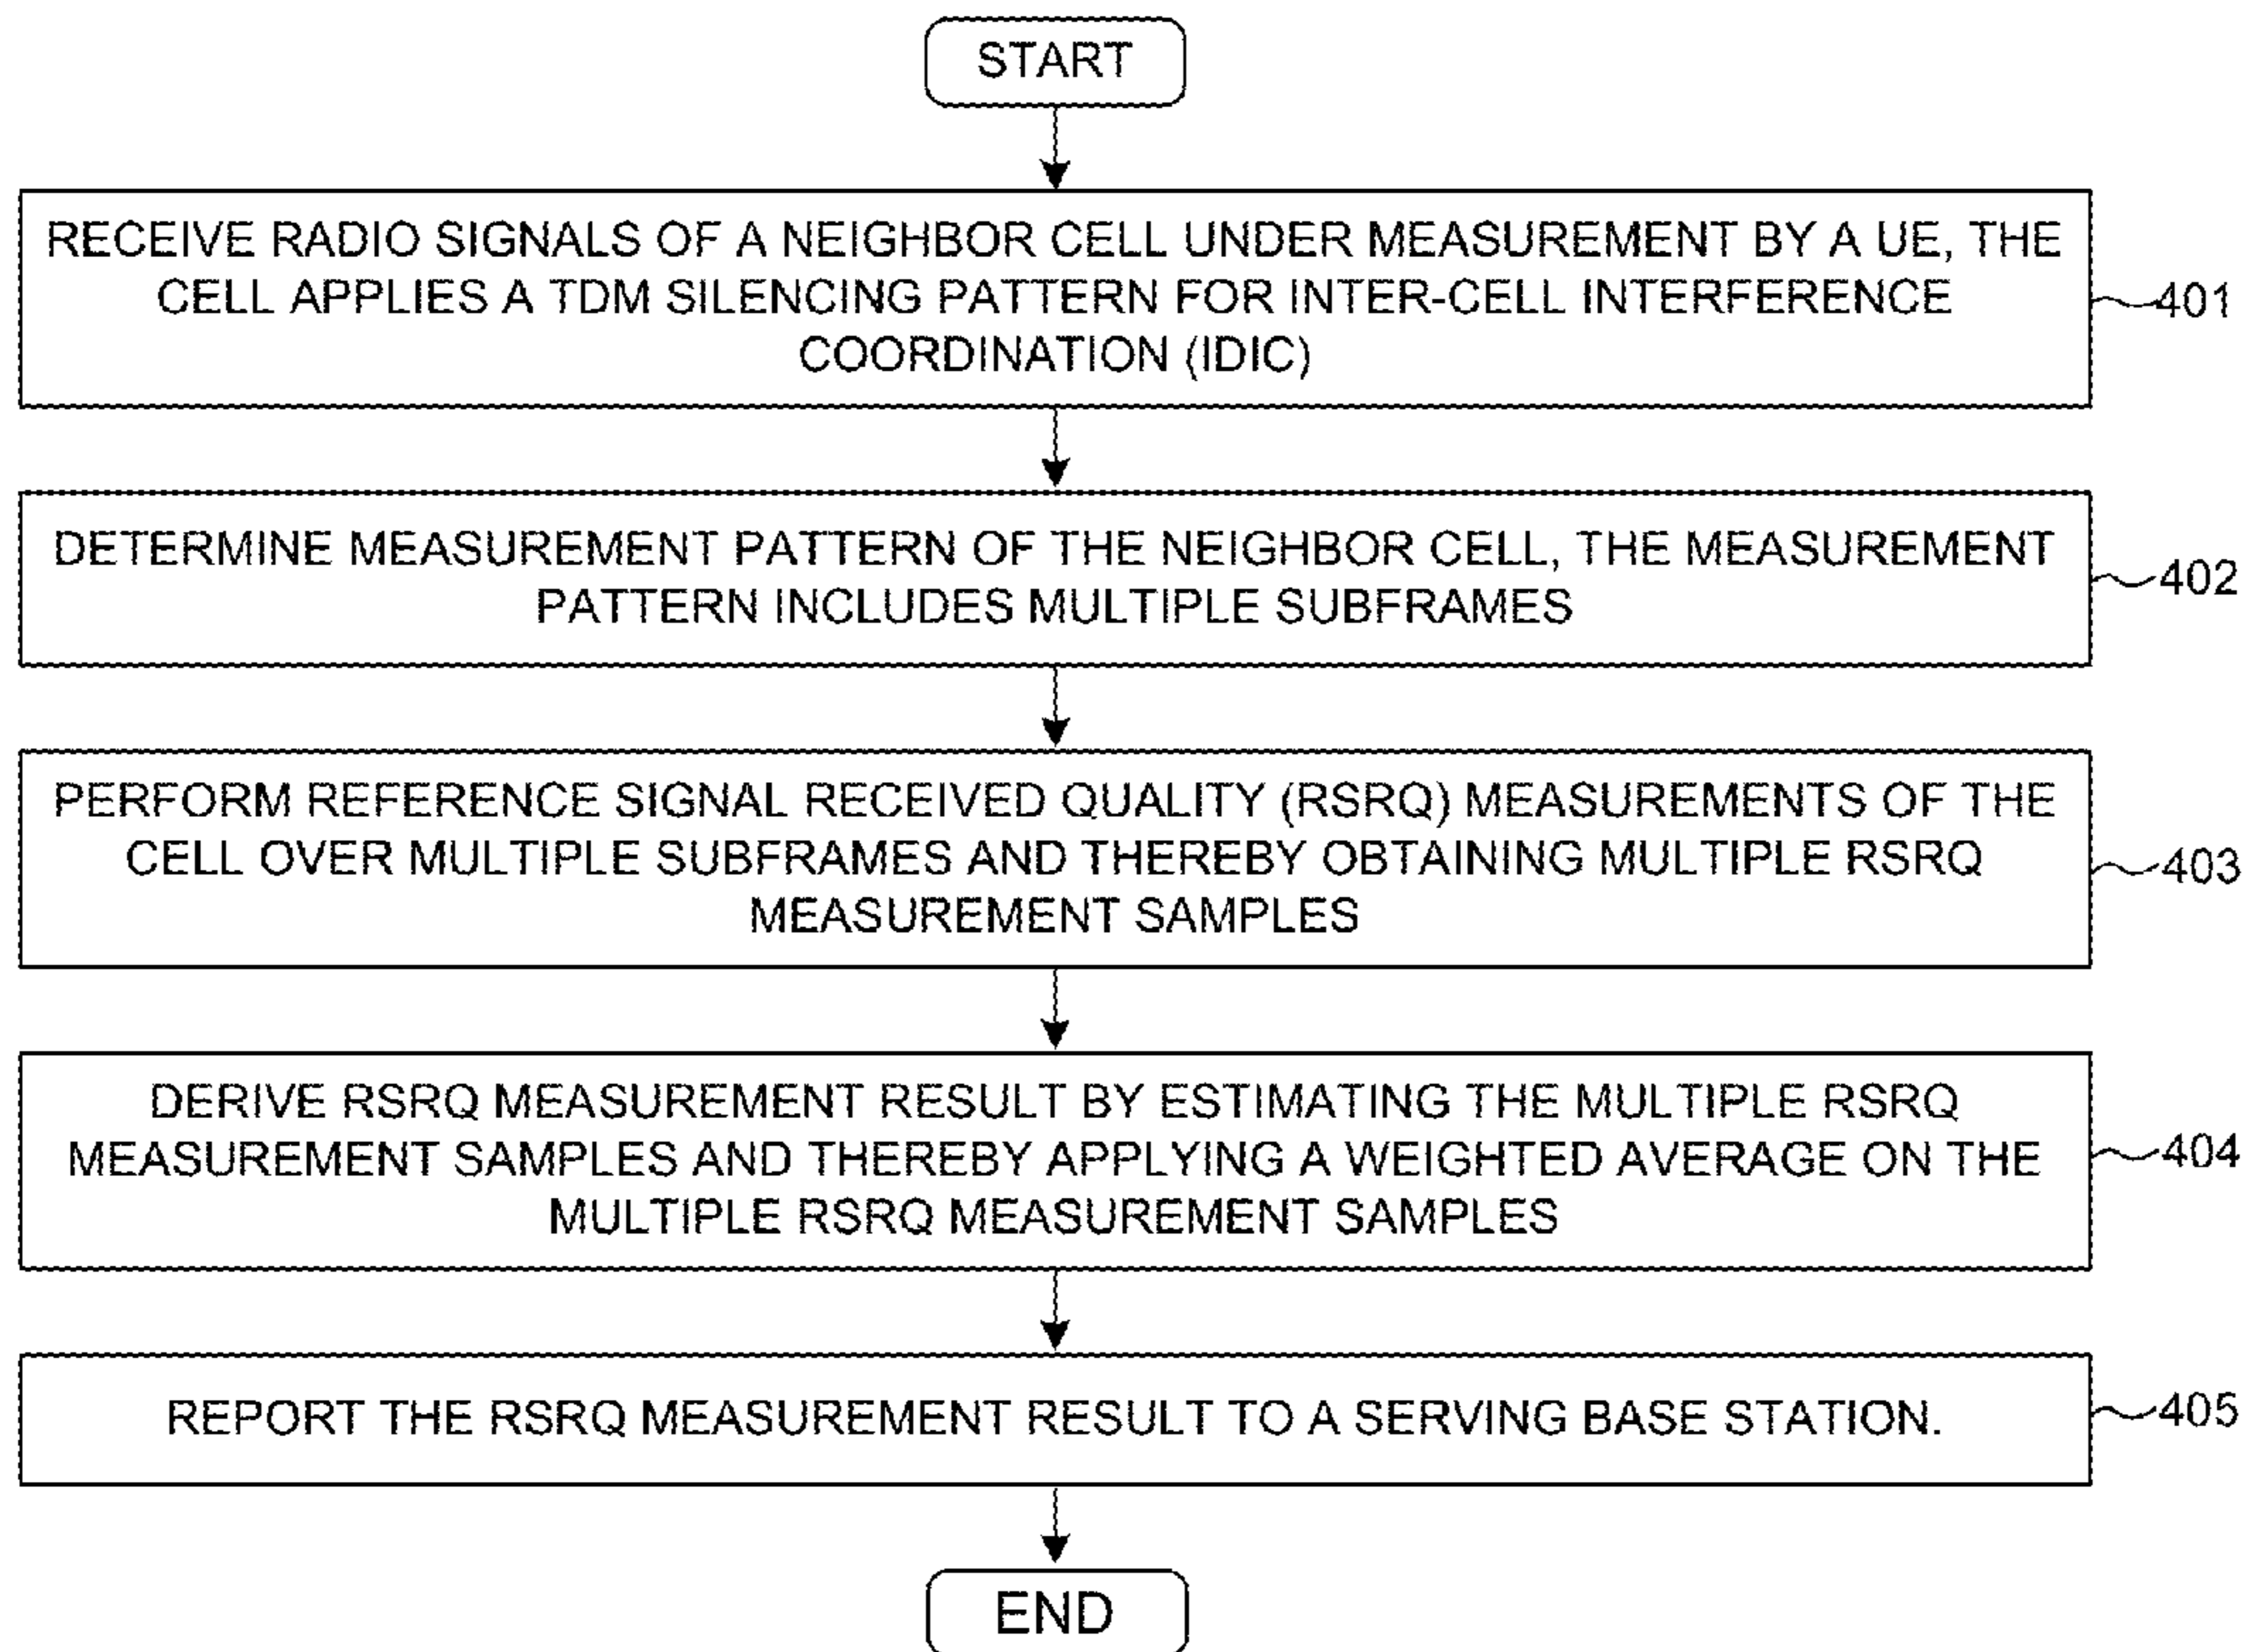 START
RECEIVE RADIO SIGNALS OF A NEIGHBOR CELL UNDER MEASUREMENT BY A UE, THE
CELL APPLIES A TDM SILENCING PATTERN FOR INTER-CELL INTERFERENCE
COORDINATION (IDIC)
401
DETERMINE MEASUREMENT PATTERN OF THE NEIGHBOR CELL, THE MEASUREMENT
PATTERN INCLUDES MULTIPLE SUBFRAMES
402
PERFORM REFERENCE SIGNAL RECEIVED QUALITY (RSRQ) MEASUREMENTS OF THE
CELL OVER MULTIPLE SUBFRAMES AND THEREBY OBTAINING MULTIPLE RSRQ
MEASUREMENT SAMPLES
403
DERIVE RSRQ MEASUREMENT RESULT BY ESTIMATING THE MULTIPLE RSRQ
MEASUREMENT SAMPLES AND THEREBY APPLYING A WEIGHTED AVERAGE ON THE
MULTIPLE RSRQ MEASUREMENT SAMPLES
404
REPORT THE RSRQ MEASUREMENT RESULT TO A SERVING BASE STATION.
405
END